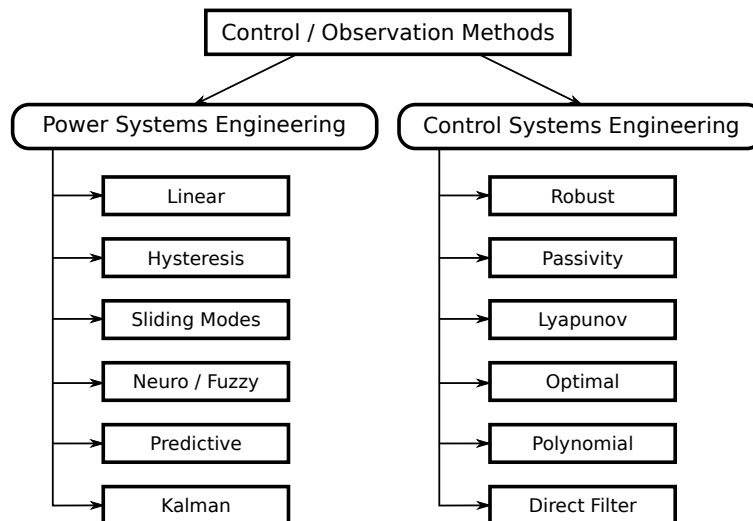 Control / Observation Methods
Power Systems Engineering
Linear
Hysteresis
Sliding Modes
Neuro / Fuzzy
Predictive
Kalman
Control Systems Engineering
Robust
Passivity
Lyapunov
Optimal
Polynomial
Direct Filter